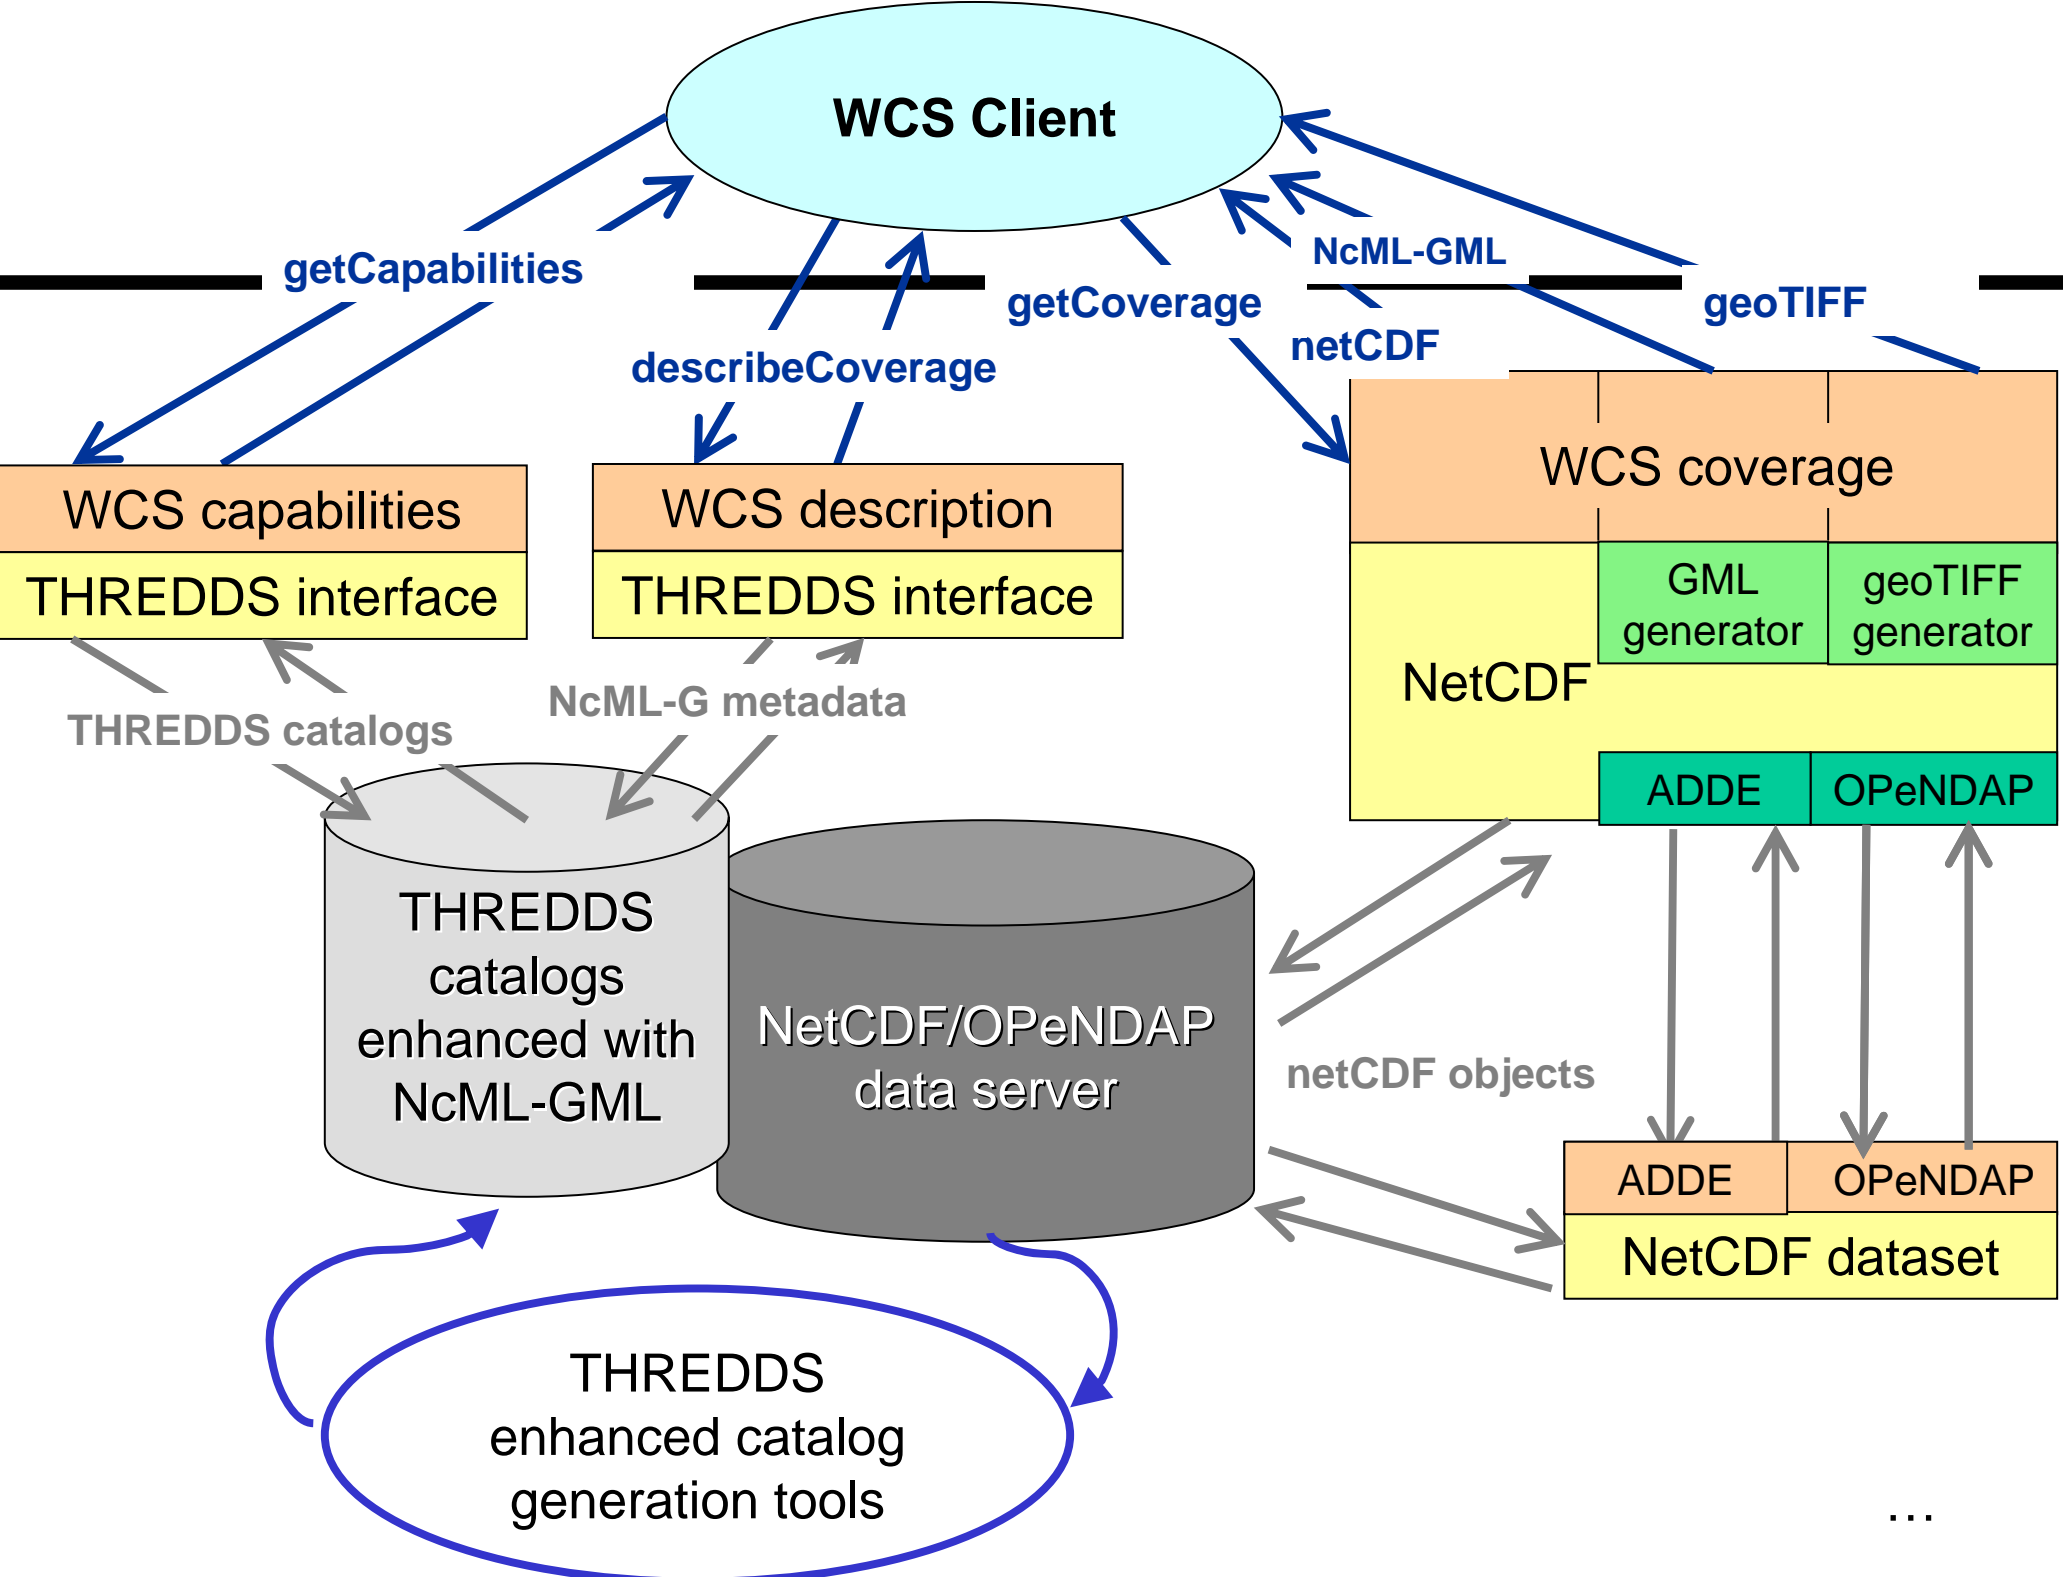 WCS Client
getCapabilities
NcML-GML
getCoverage
geoTIFF
netCDF
describeCoverage
WCS capabilities
THREDDS interface
WCS description
THREDDS interface
WCS coverage
GML
generator
geoTIFF
generator
NetCDF
ADDE
OPeNDAP
THREDDS catalogs
NcML-G metadata
THREDDS
catalogs
enhanced with
NcML-GML
NetCDF/OPeNDAP
data server
netCDF objects
ADDE
OPeNDAP
NetCDF dataset
THREDDS
enhanced catalog
generation tools
…